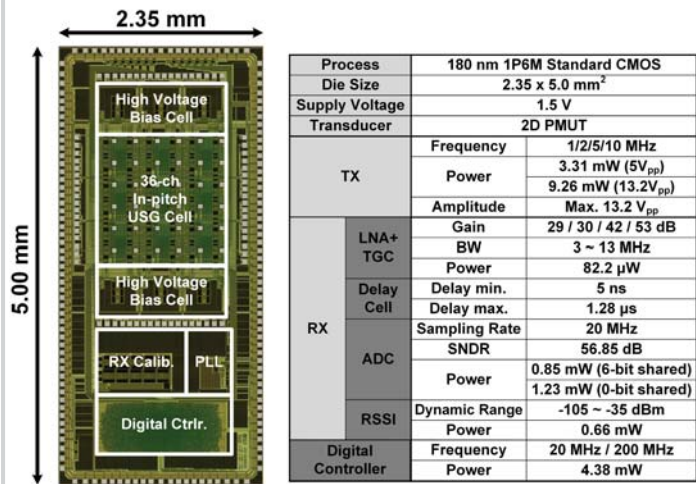 2.35 mm
5.00 mm
High Voltage
Bias Cell
36-ch
In-pitch
USG Cell
High Voltage
Bias Cell
RX Calib.
PLL
Digital Ctrlr.
Process 180 nm 1P6M Standard CMOS
Die Size 2.35 x 5.0 mm²
Supply Voltage 1.5 V
Transducer 2D PMUT
TX
Frequency 1/2/5/10 MHz
Power 3.31 mW (5Vpp)
9.26 mW (13.2Vpp)
Amplitude Max. 13.2 Vpp
RX
LNA+
TGC
Gain 29 / 30 / 42 / 53 dB
BW 3 ~ 13 MHz
Power 82.2 µW
Delay
Cell
Delay min. 5 ns
Delay max. 1.28 µs
ADC
Sampling Rate 20 MHz
SNDR 56.85 dB
Power 0.85 mW (6-bit shared)
1.23 mW (0-bit shared)
RSSI
Dynamic Range -105 ~ -35 dBm
Power 0.66 mW
Digital
Controller
Frequency 20 MHz / 200 MHz
Power 4.38 mW